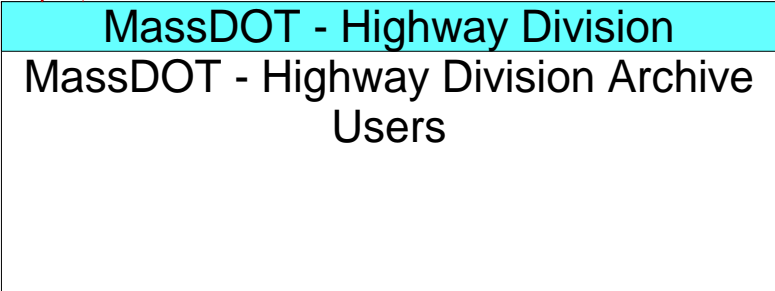 MassDOT - Highway Division
MassDOT - Highway Division Archive
Users